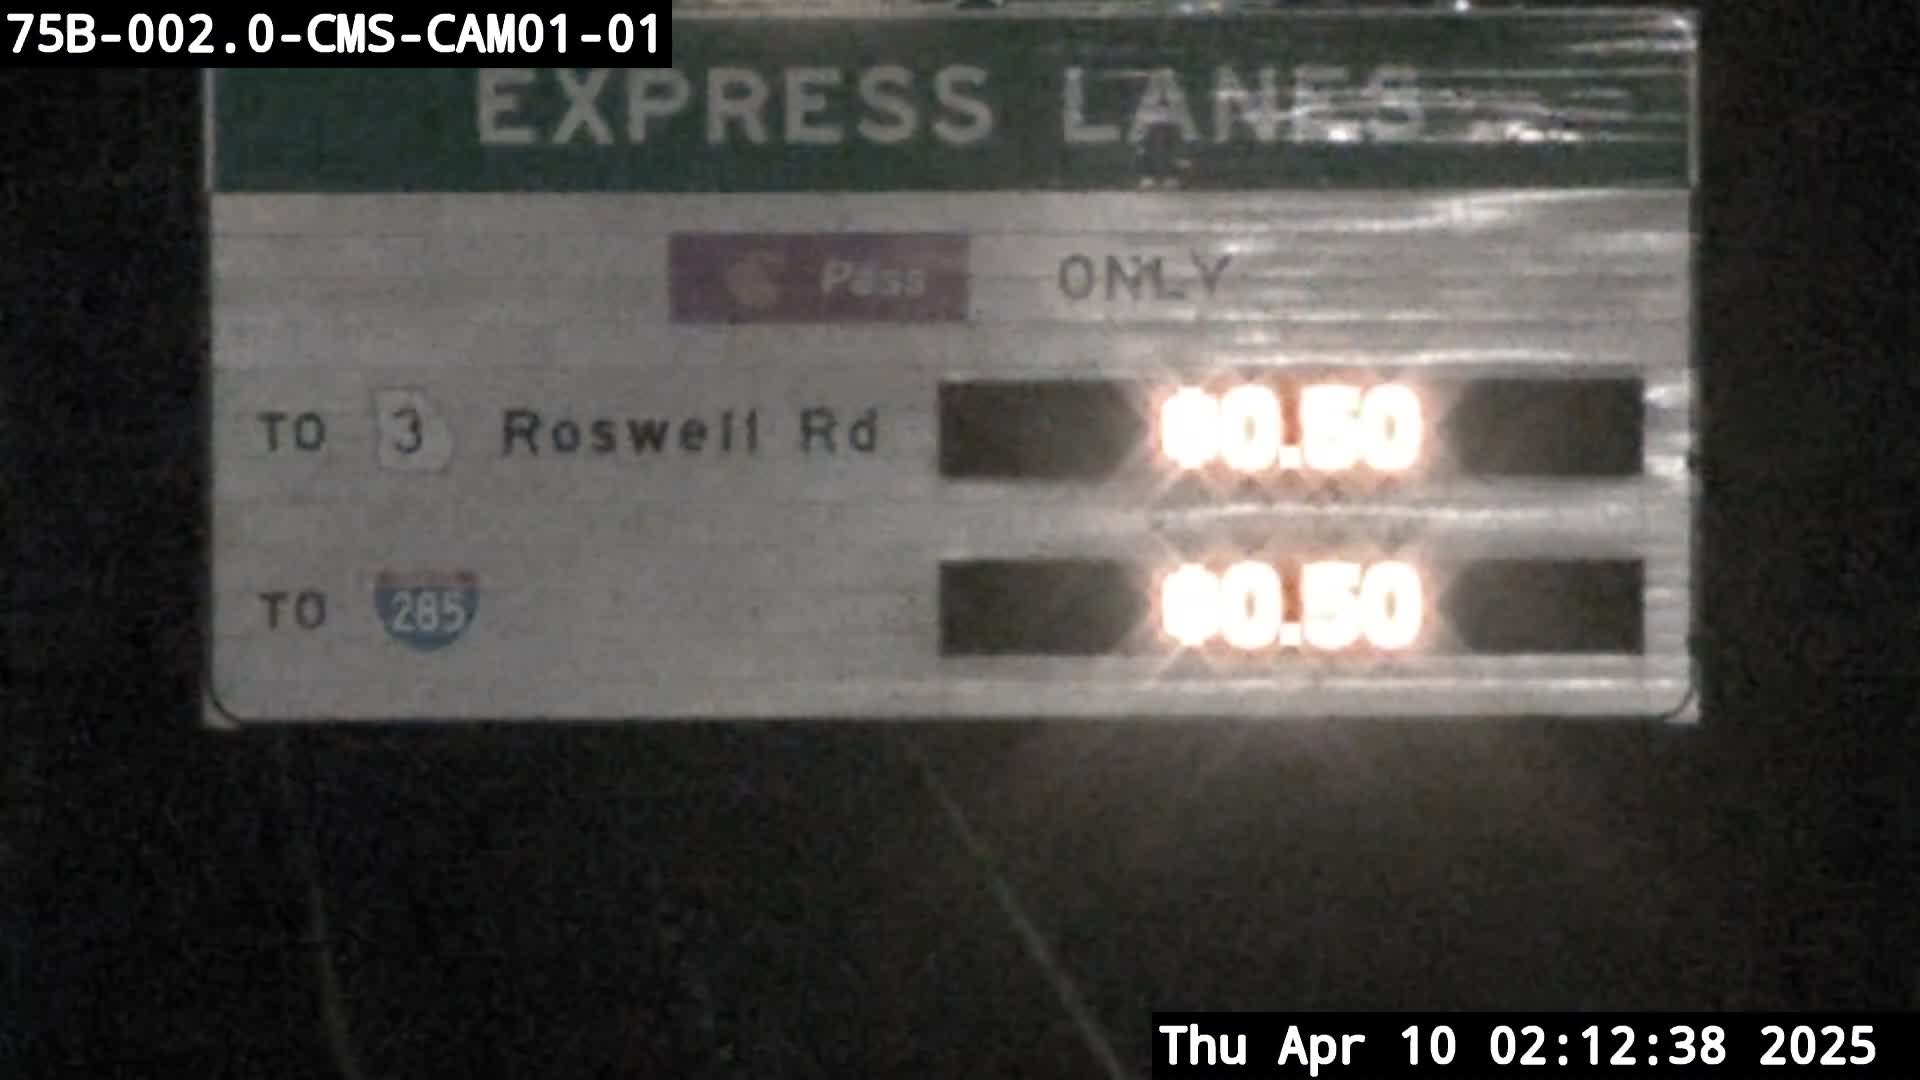 75B-002.0-CMS-CAM01-01
EXPRESS LANES
Pass ONLY
TO 3 Roswell Rd $0.50
TO 285 $0.50
Thu Apr 10 02:12:38 2025